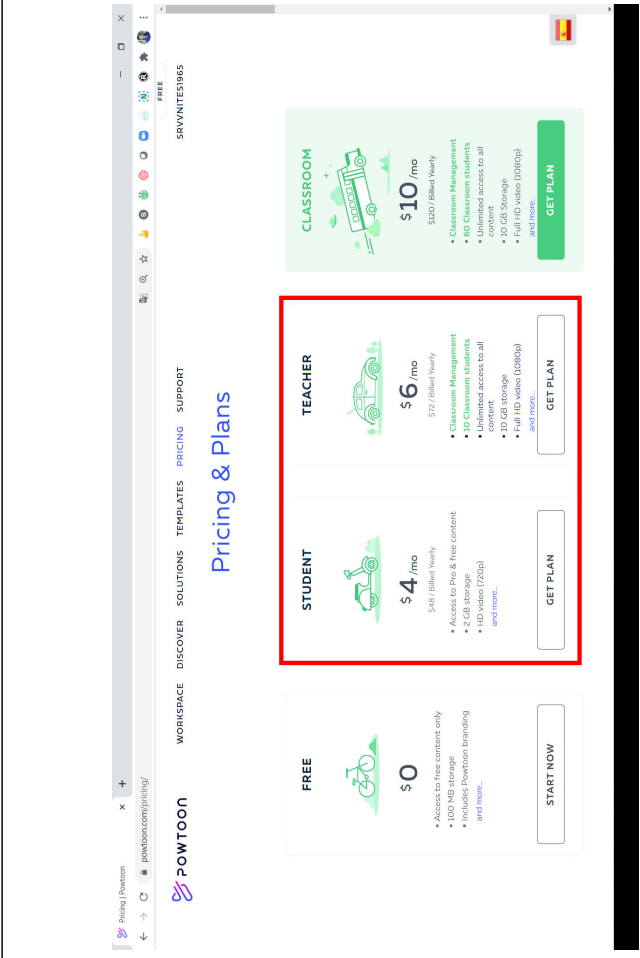 Pricing | Powtoon
powtoon.com/pricing/
POWTOON
WORKSPACE
DISCOVER
SOLUTIONS
TEMPLATES
PRICING
SUPPORT
SRVVNITES1965
FREE
Pricing & Plans
FREE
$0
• Access to free content only
• 100 MB storage
• Includes Powtoon branding
and more...
START NOW
STUDENT
$4/mo
$48 / Billed Yearly
• Access to Pro & free content
• 2 GB storage
• HD video (720p)
and more...
GET PLAN
TEACHER
$6/mo
$72 / Billed Yearly
• Classroom Management
• 10 Classroom students
• Unlimited access to all
content
• 10 GB storage
• Full HD video (1080p)
and more...
GET PLAN
CLASSROOM
$10/mo
$120 / Billed Yearly
• Classroom Management
• 60 Classroom students
• Unlimited access to all
content
• 10 GB Storage
• Full HD video (1080p)
and more...
GET PLAN